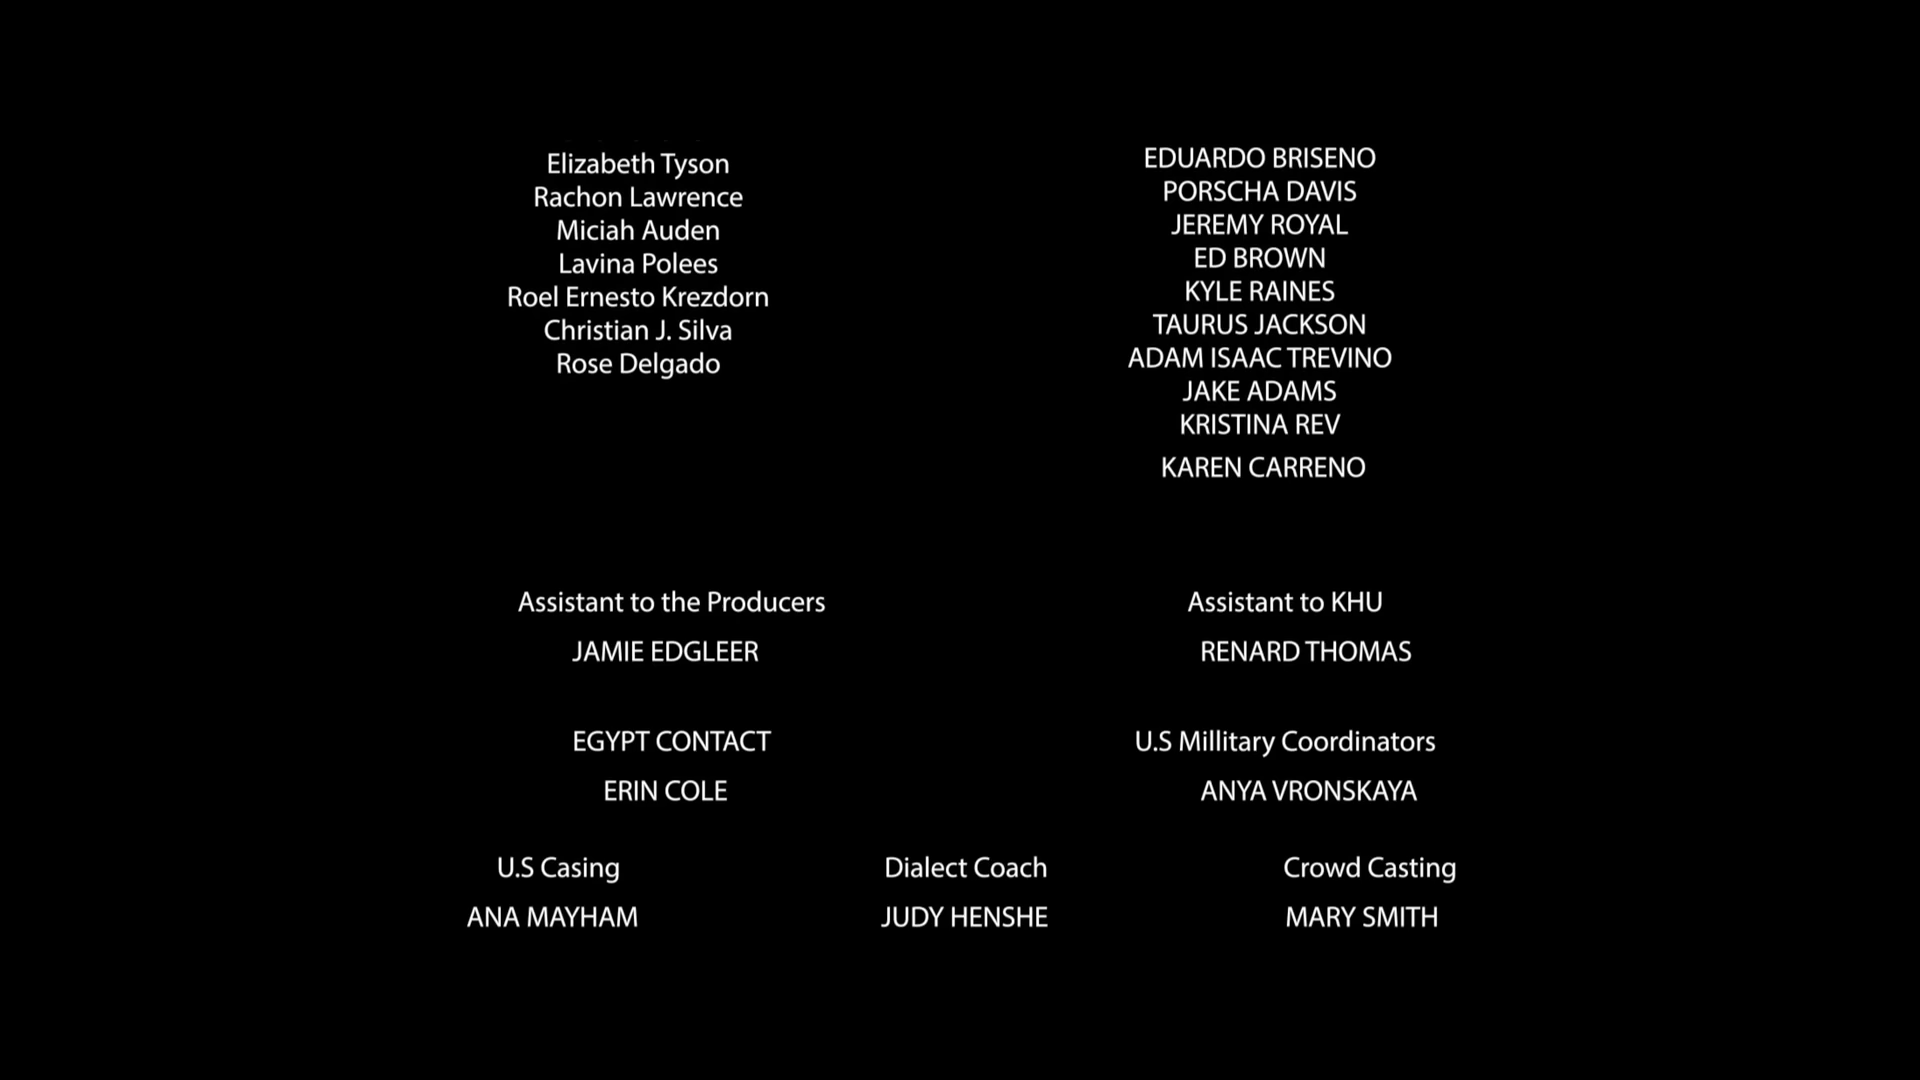 Elizabeth Tyson
Rachon Lawrence
Miciah Auden
Lavina Polees
Roel Ernesto Krezdorn
Christian J. Silva
Rose Delgado
EDUARDO BRISENO
PORSCHA DAVIS
JEREMY ROYAL
ED BROWN
KYLE RAINES
TAURUS JACKSON
ADAM ISAAC TREVINO
JAKE ADAMS
KRISTINA REV
KAREN CARRENO
Assistant to the Producers
JAMIE EDGLEER
Assistant to KHU
RENARD THOMAS
EGYPT CONTACT
ERIN COLE
U.S Millitary Coordinators
ANYA VRONSKAYA
U.S Casing
ANA MAYHAM
Dialect Coach
JUDY HENSHE
Crowd Casting
MARY SMITH